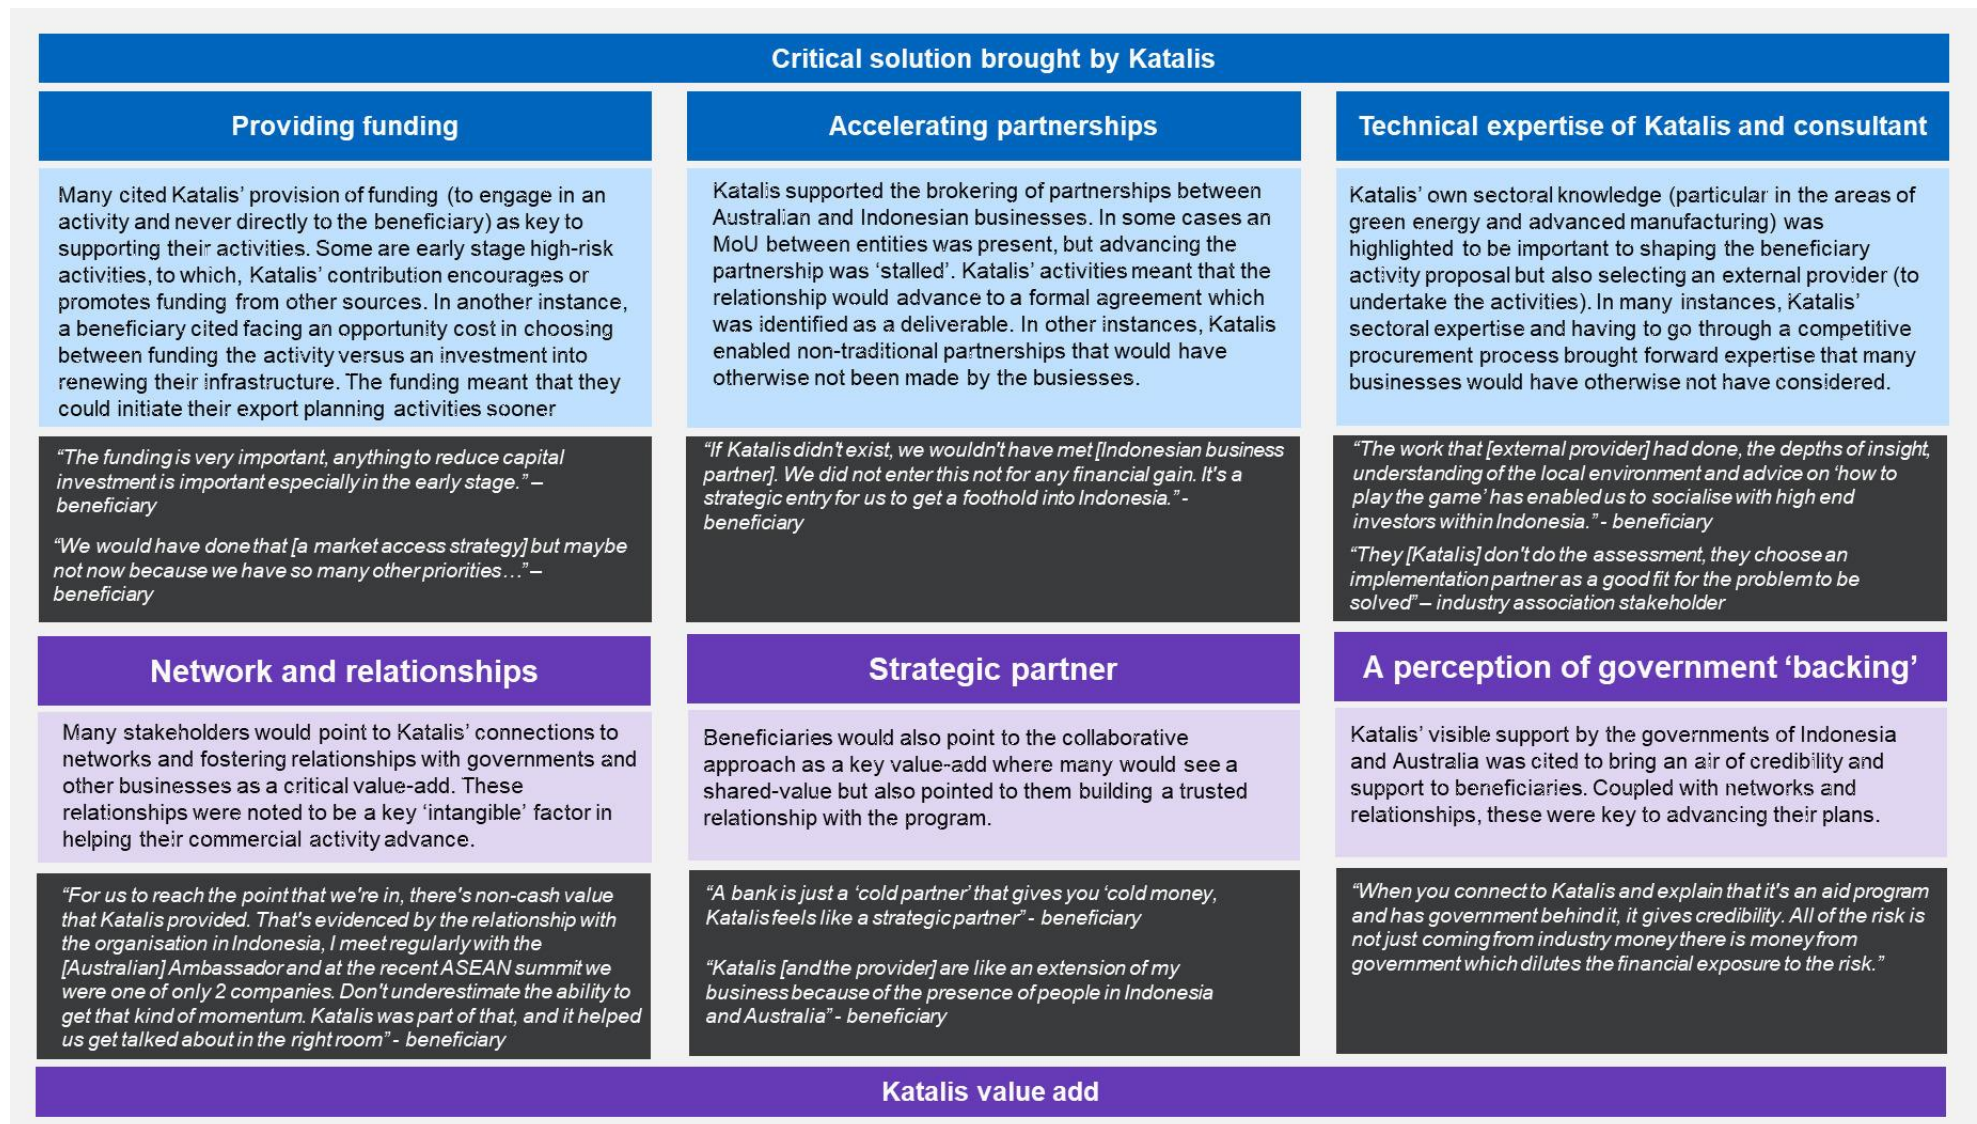 Critical solution brought by Katalis
Providing funding
Many cited Katalis’ provision of funding (to engage in an
activity and never directly to the beneficiary) as key to
supporting their activities. Some are early stage high-risk
activities, to which, Katalis’ contribution encourages or
promotes funding from other sources. In another instance,
a beneficiary cited facing an opportunity cost in choosing
between funding the activity versus an investment into
renewing their infrastructure. The funding meant that they
could initiate their export planning activities sooner
“The funding is very important, anything to reduce capital
investment is important especially in the early stage.” –
beneficiary
“We would have done that [a market access strategy] but maybe
not now because we have so many other priorities…” –
beneficiary
Accelerating partnerships
Katalis supported the brokering of partnerships between
Australian and Indonesian businesses. In some cases an
MoU between entities was present, but advancing the
partnership was ‘stalled’. Katalis’ activities meant that the
relationship would advance to a formal agreement which
was identified as a deliverable. In other instances, Katalis
enabled non-traditional partnerships that would have
otherwise not been made by the busiesses.
“If Katalis didn't exist, we wouldn't have met [Indonesian business
partner]. We did not enter this not for any financial gain. It's a
strategic entry for us to get a foothold into Indonesia.” -
beneficiary
Technical expertise of Katalis and consultant
Katalis’ own sectoral knowledge (particular in the areas of
green energy and advanced manufacturing) was
highlighted to be important to shaping the beneficiary
activity proposal but also selecting an external provider (to
undertake the activities). In many instances, Katalis’
sectoral expertise and having to go through a competitive
procurement process brought forward expertise that many
businesses would have otherwise not have considered.
“The work that [external provider] had done, the depths of insight,
understanding of the local environment and advice on ‘how to
play the game’ has enabled us to socialise with high end
investors within Indonesia.” - beneficiary
“They [Katalis] don't do the assessment, they choose an
implementation partner as a good fit for the problem to be
solved” – industry association stakeholder
Network and relationships
Many stakeholders would point to Katalis’ connections to
networks and fostering relationships with governments and
other businesses as a critical value-add. These
relationships were noted to be a key ‘intangible’ factor in
helping their commercial activity advance.
“For us to reach the point that we're in, there's non-cash value
that Katalis provided. That's evidenced by the relationship with
the organisation in Indonesia, I meet regularly with the
[Australian] Ambassador and at the recent ASEAN summit we
were one of only 2 companies. Don't underestimate the ability to
get that kind of momentum. Katalis was part of that, and it helped
us get talked about in the right room” - beneficiary
Strategic partner
Beneficiaries would also point to the collaborative
approach as a key value-add where many would see a
shared-value but also pointed to them building a trusted
relationship with the program.
“A bank is just a ‘cold partner’ that gives you ‘cold money,
Katalis feels like a strategic partner” - beneficiary
“Katalis [and the provider] are like an extension of my
business because of the presence of people in Indonesia
and Australia” - beneficiary
A perception of government ‘backing’
Katalis’ visible support by the governments of Indonesia
and Australia was cited to bring an air of credibility and
support to beneficiaries. Coupled with networks and
relationships, these were key to advancing their plans.
“When you connect to Katalis and explain that it's an aid program
and has government behind it, it gives credibility. All of the risk is
not just coming from industry money there is money from
government which dilutes the financial exposure to the risk.”
Katalis value add